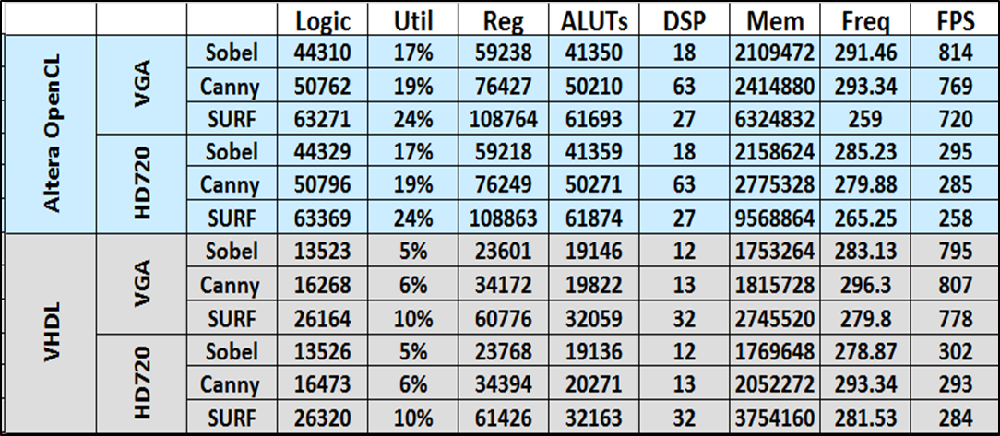 Logic Util Reg ALUTs DSP Mem Freq FPS
Altera OpenCL
VGA
Sobel 44310 17% 59238 41350 18 2109472 291.46 814
Canny 50762 19% 76427 50210 63 2414880 293.34 769
SURF 63271 24% 108764 61693 27 6324832 259 720
HD720
Sobel 44329 17% 59218 41359 18 2158624 285.23 295
Canny 50796 19% 76249 50271 63 2775328 279.88 285
SURF 63369 24% 108863 61874 27 9568864 265.25 258
VHDL
VGA
Sobel 13523 5% 23601 19146 12 1753264 283.13 795
Canny 16268 6% 34172 19822 13 1815728 296.3 807
SURF 26164 10% 60776 32059 32 2745520 279.8 778
HD720
Sobel 13526 5% 23768 19136 12 1769648 278.87 302
Canny 16473 6% 34394 20271 13 2052272 293.34 293
SURF 26320 10% 61426 32163 32 3754160 281.53 284